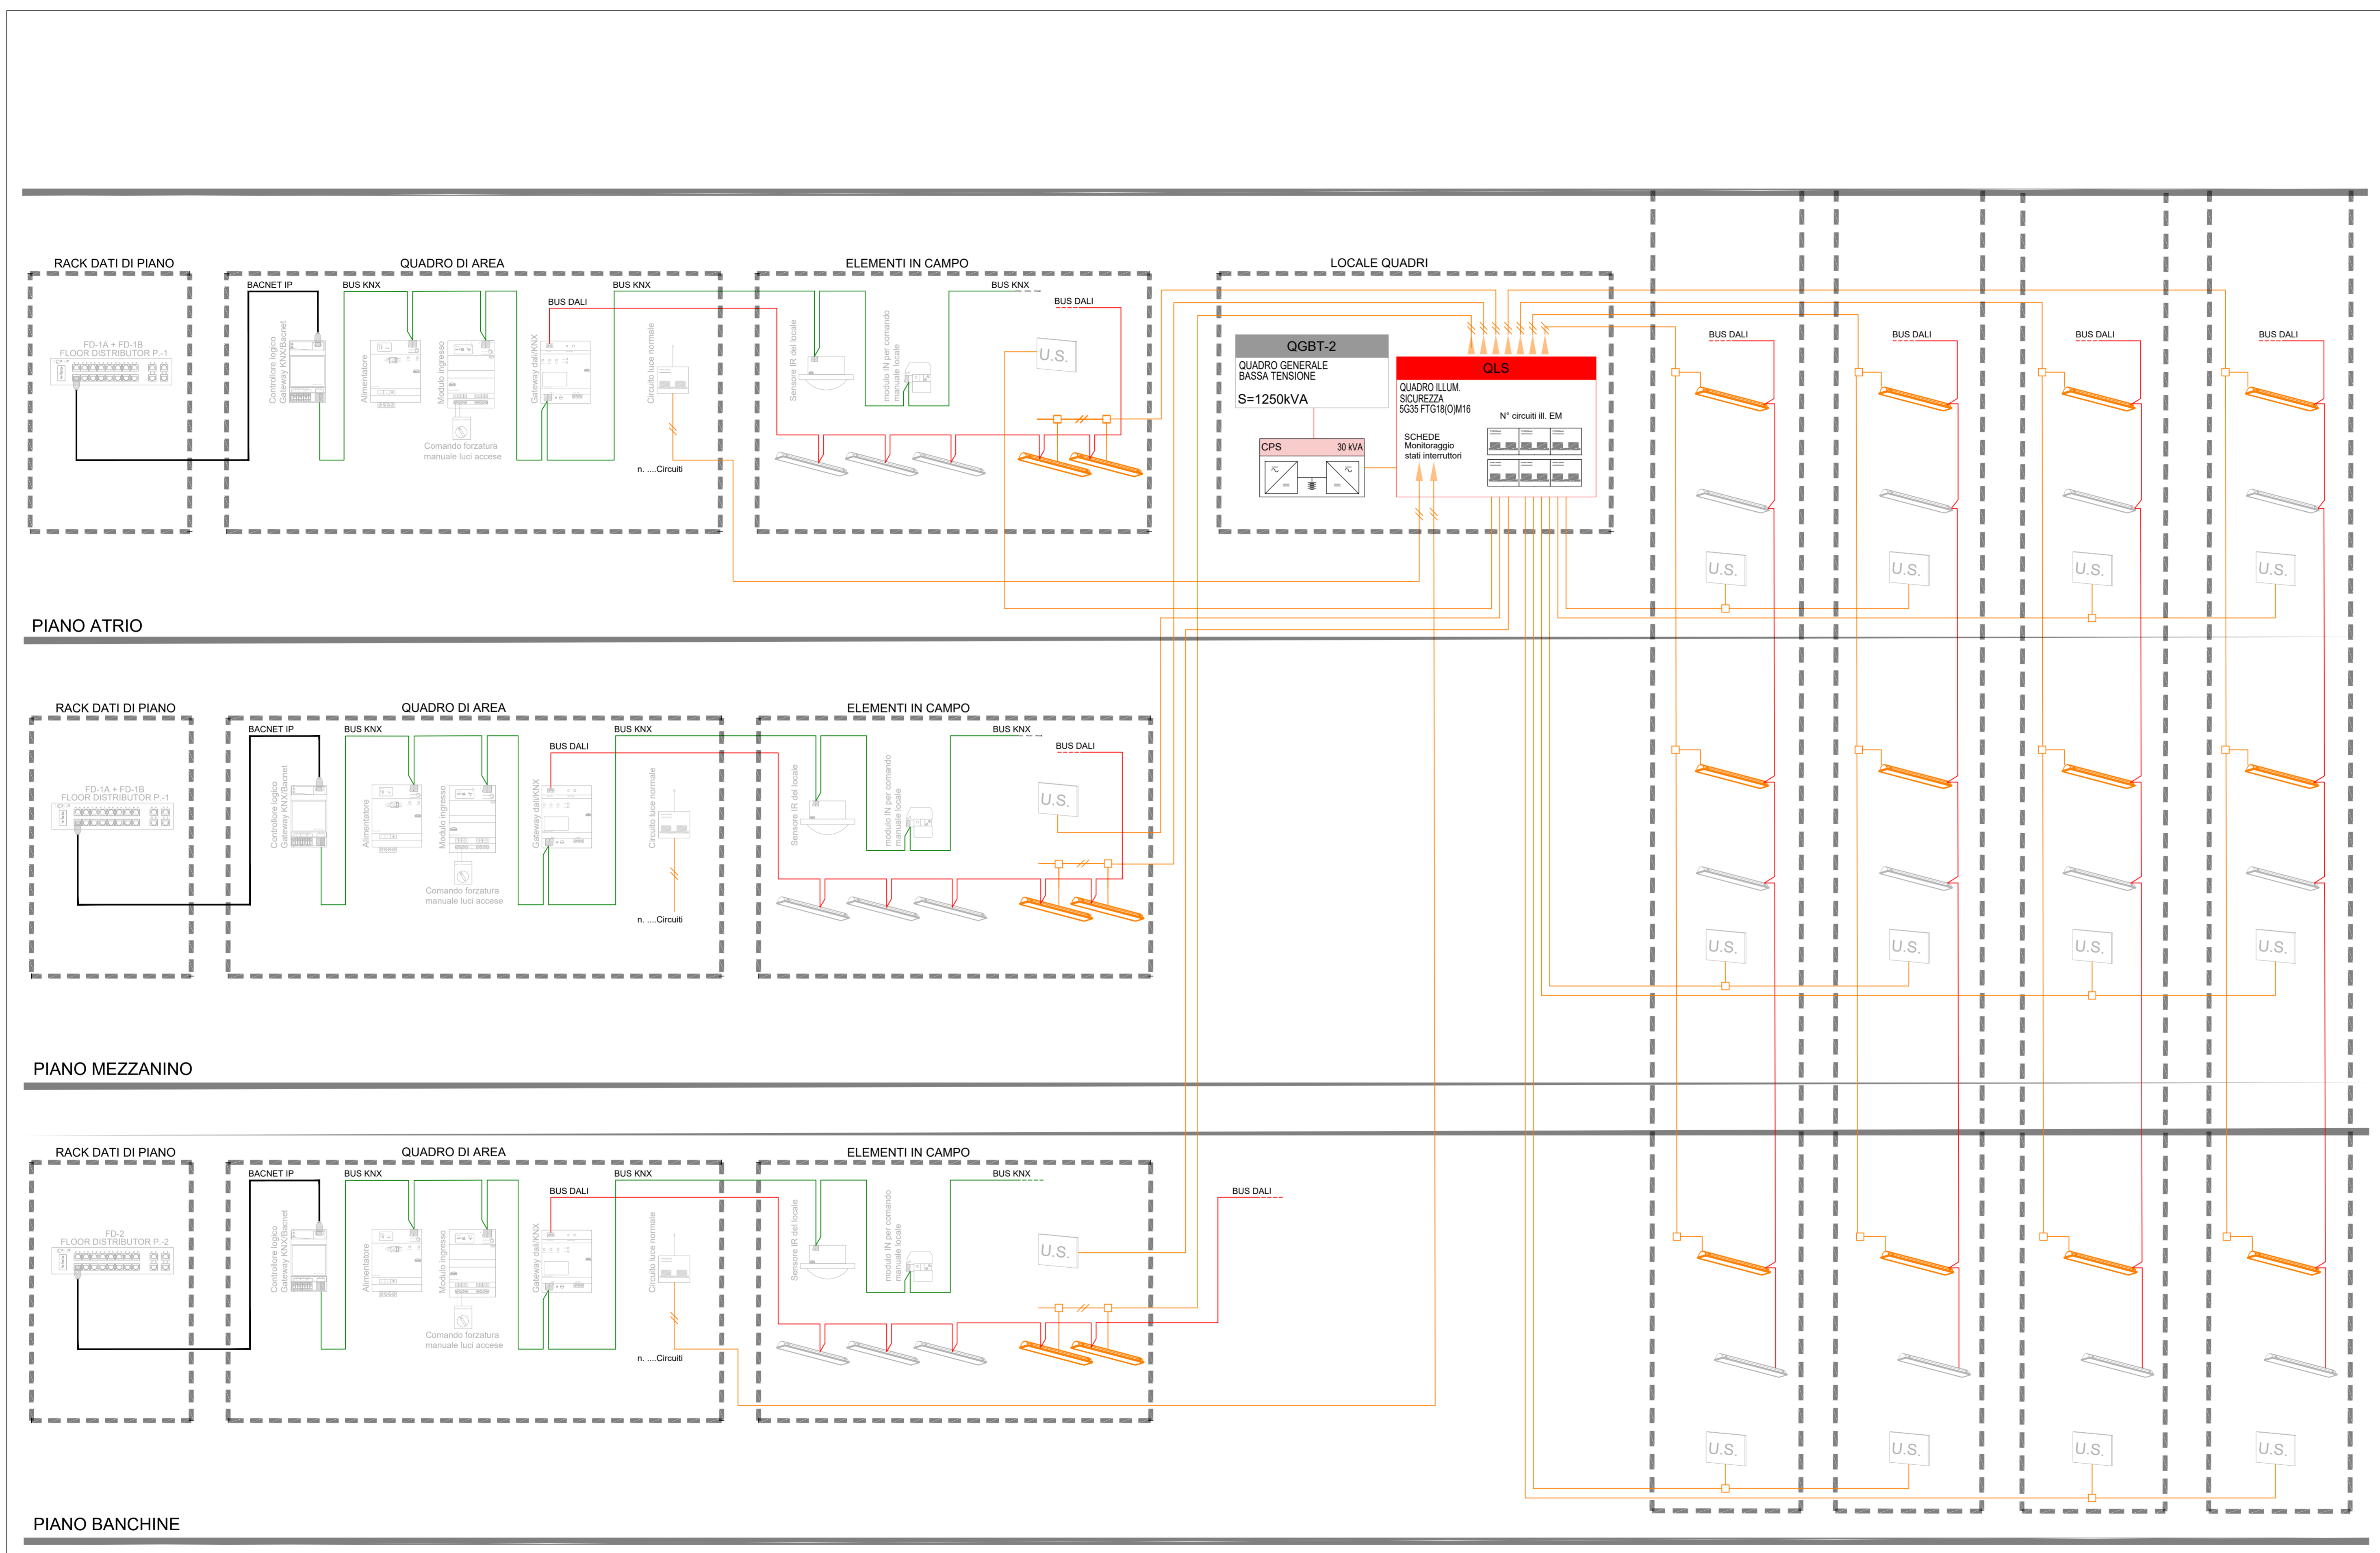 RACK DATI DI PIANO
QUADRO DI AREA
ELEMENTI IN CAMPO
LOCALE QUADRI
BACNET IP
BUS KNX
BUS DALI
BUS KNX
BUS KNX
BUS DALI
FD-1A + FD-1B
FLOOR DISTRIBUTOR P.-1
Controllore logico
Gateway KNX/Bacnet
Alimentatore
Modulo ingresso
Comando forzatura
manuale luci accese
Gateway dali/KNX
Circuito luce normale
n. ....Circuiti
Sensore IR del locale
modulo IN per comando
manuale locale
U.S.
QGBT-2
QUADRO GENERALE
BASSA TENSIONE
S=1250kVA
CPS 30 kVA
QLS
QUADRO ILLUM.
SICUREZZA
5G35 FTG18(O)M16
N° circuiti ill. EM
SCHEDE
Monitoraggio
stati interruttori
BUS DALI
BUS DALI
BUS DALI
BUS DALI
U.S.
U.S.
U.S.
U.S.
PIANO ATRIO
RACK DATI DI PIANO
QUADRO DI AREA
ELEMENTI IN CAMPO
BACNET IP
BUS KNX
BUS DALI
BUS KNX
BUS KNX
BUS DALI
FD-1A + FD-1B
FLOOR DISTRIBUTOR P.-1
Controllore logico
Gateway KNX/Bacnet
Alimentatore
Modulo ingresso
Comando forzatura
manuale luci accese
Gateway dali/KNX
Circuito luce normale
n. ....Circuiti
Sensore IR del locale
modulo IN per comando
manuale locale
U.S.
U.S.
U.S.
U.S.
U.S.
PIANO MEZZANINO
RACK DATI DI PIANO
QUADRO DI AREA
ELEMENTI IN CAMPO
BACNET IP
BUS KNX
BUS DALI
BUS KNX
BUS KNX
BUS DALI
FD-2
FLOOR DISTRIBUTOR P.-2
Controllore logico
Gateway KNX/Bacnet
Alimentatore
Modulo ingresso
Comando forzatura
manuale luci accese
Gateway dali/KNX
Circuito luce normale
n. ....Circuiti
Sensore IR del locale
modulo IN per comando
manuale locale
U.S.
U.S.
U.S.
U.S.
U.S.
PIANO BANCHINE